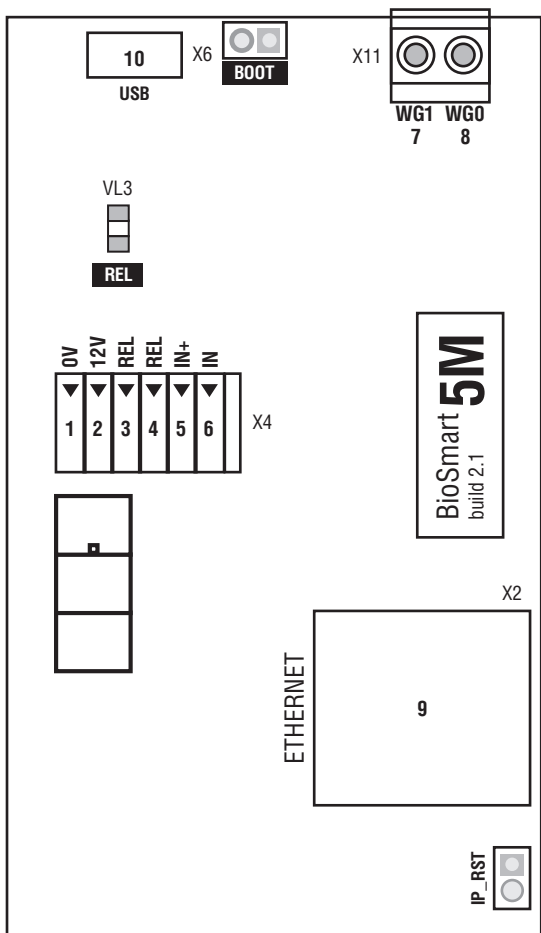 10
USB
X6
BOOT
X11
WG1
7
WG0
8
VL3
REL
0V
12V
REL
REL
IN+
IN
1
2
3
4
5
6
X4
BioSmart 5M
build 2.1
X2
ETHERNET
9
IP_RST